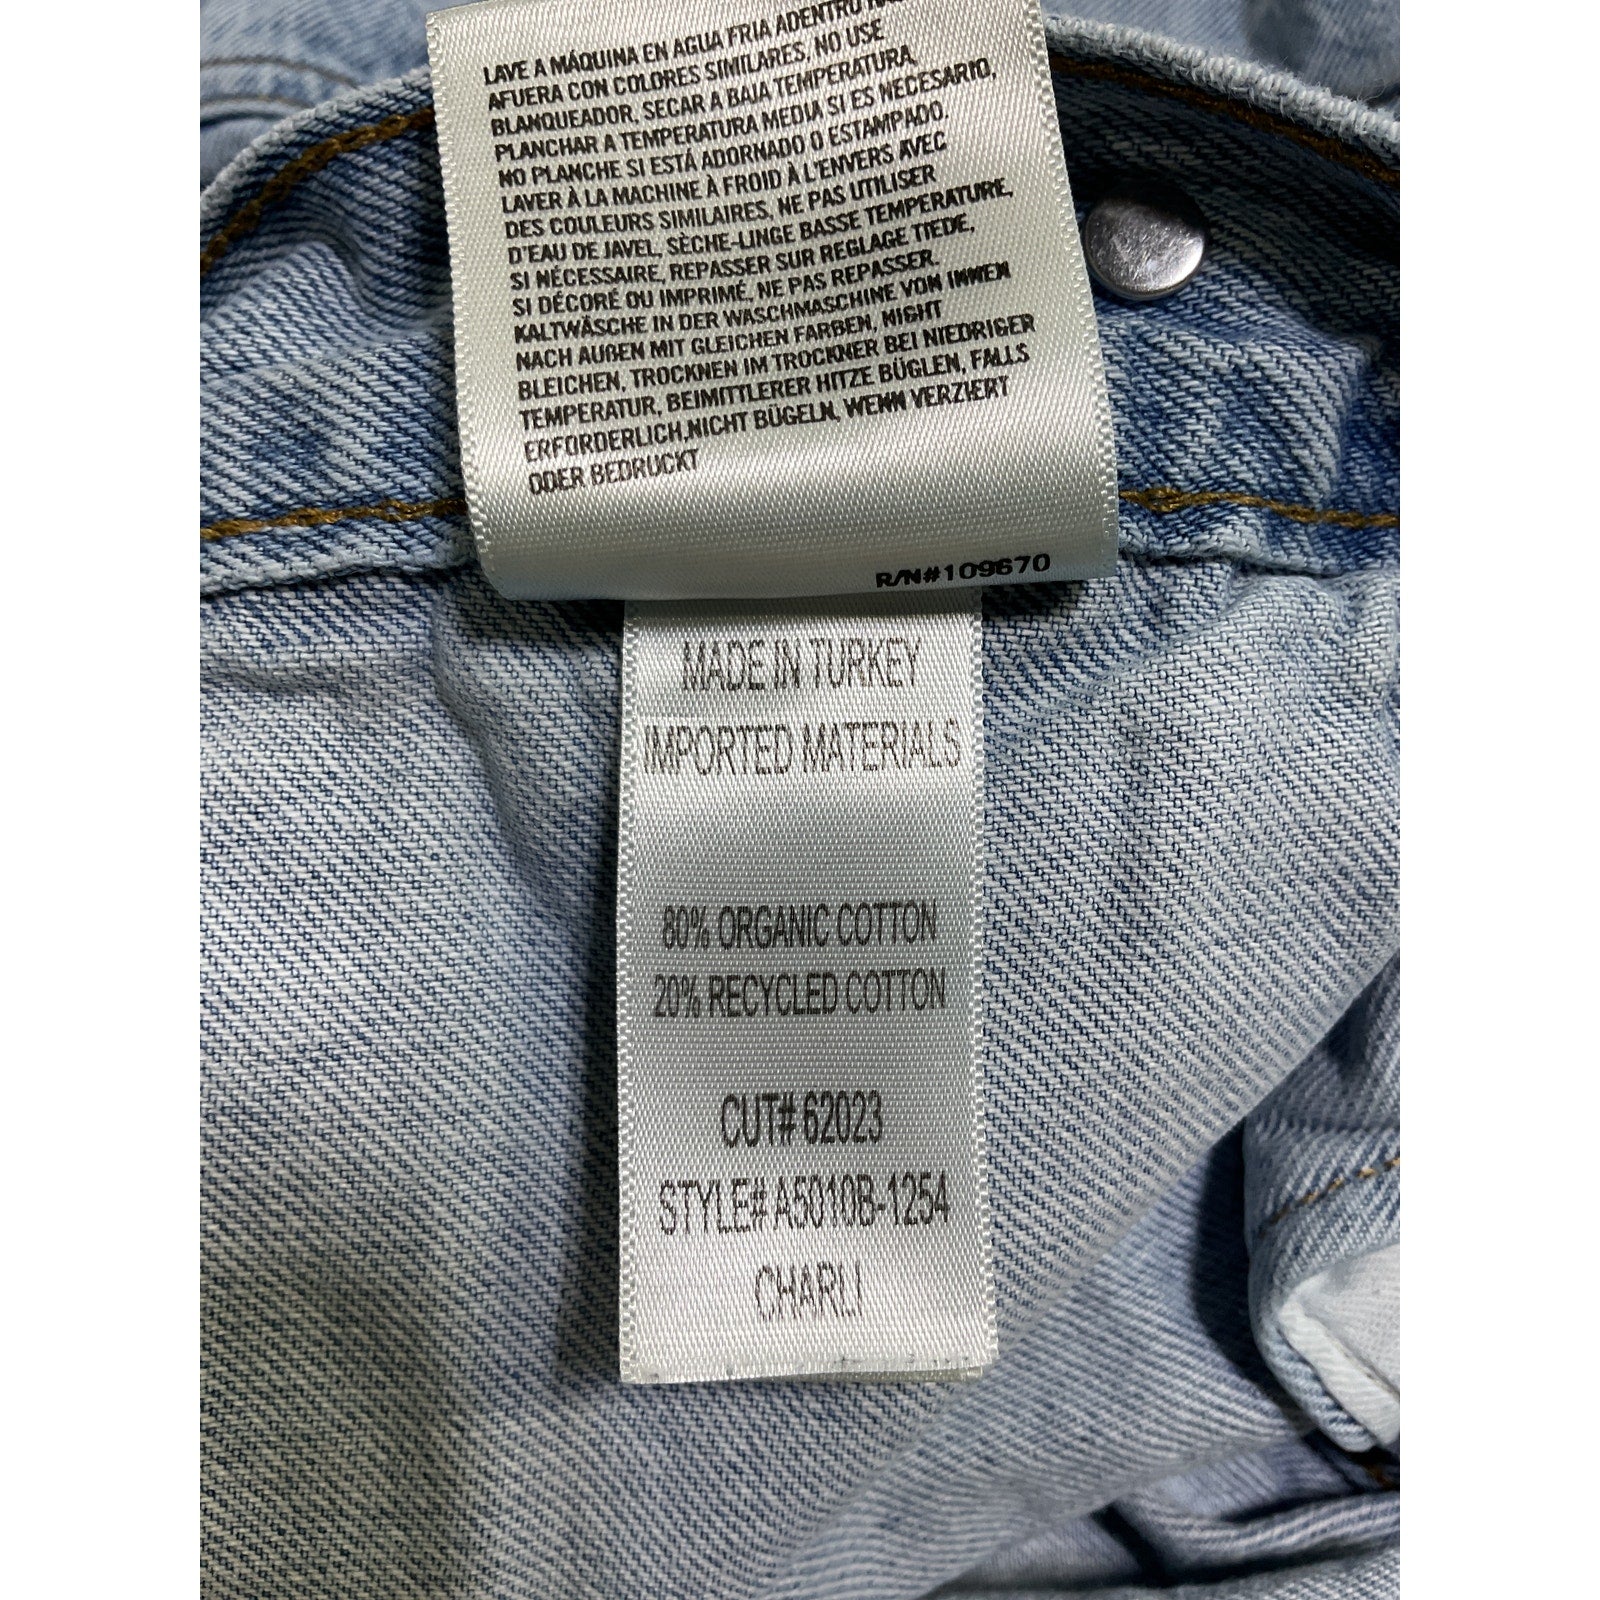 LAVE A MÁQUINA EN AGUA FRIA ADENTRO
AFUERA CON COLORES SIMILARES, NO USE
BLANQUEADOR, SECAR A BAJA TEMPERATURA,
PLANCHAR A TEMPERATURA MEDIA SI ES NECESARIO,
NO PLANCHE SI ESTÁ ADORNADO O ESTAMPADO.
LAVER À LA MACHINE À FROID À L'ENVERS AVEC
DES COULEURS SIMILAIRES, NE PAS UTILISER
D'EAU DE JAVEL, SÈCHE-LINGE BASSE TEMPERATURE,
SI NÉCESSAIRE, REPASSER SUR REGLAGE TIEDE,
SI DÉCORÉ OU IMPRIMÉ, NE PAS REPASSER.
KALTWÄSCHE IN DER WASCHMASCHINE VON INNEN
NACH AUßEN MIT GLEICHEN FARBEN, NIGHT
BLEICHEN, TROCKNEN IM TROCKNER BEI NIEDRIGER
TEMPERATUR, BEIMITTLERER HITZE BÜGLEN, FALLS
ERFORDERLICH,NICHT BÜGELN, WENN VERZIERT
ODER BEDRUCKT
R/N#109670
MADE IN TURKEY
IMPORTED MATERIALS
80% ORGANIC COTTON
20% RECYCLED COTTON
CUT# 62023
STYLE# A5010B-1254
CHARLI